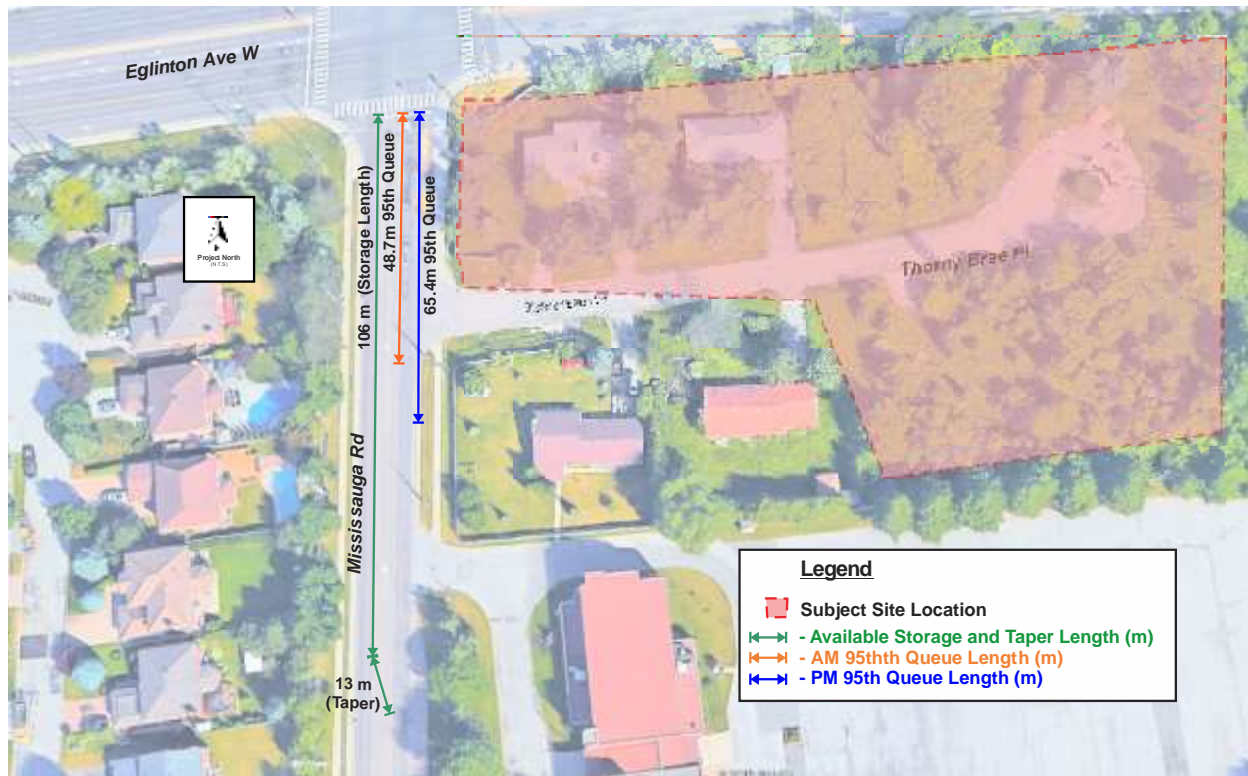 Eglinton Ave W
106 m (Storage Length)
48.7m 95th Queue
65.4m 95th Queue
Project North
(N.T.S)
Thorny Brae Pl
Mississauga Rd
13 m
(Taper)
Legend
Subject Site Location
- Available Storage and Taper Length (m)
- AM 95thth Queue Length (m)
- PM 95th Queue Length (m)